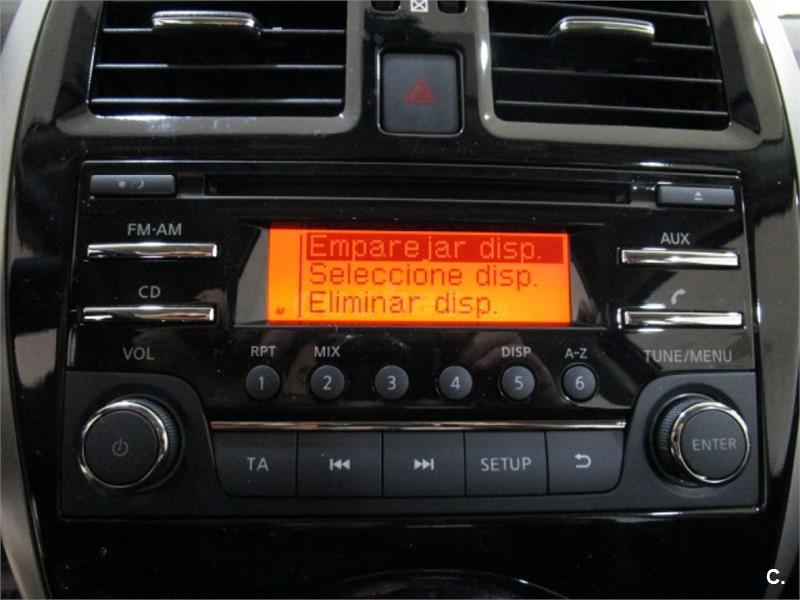 FM·AM
AUX
Emparejar disp.
Seleccione disp.
Eliminar disp.
AF
CD
VOL
RPT
MIX
DISP
A-Z
TUNE/MENU
1
2
3
4
5
6
TA
SETUP
ENTER
C.